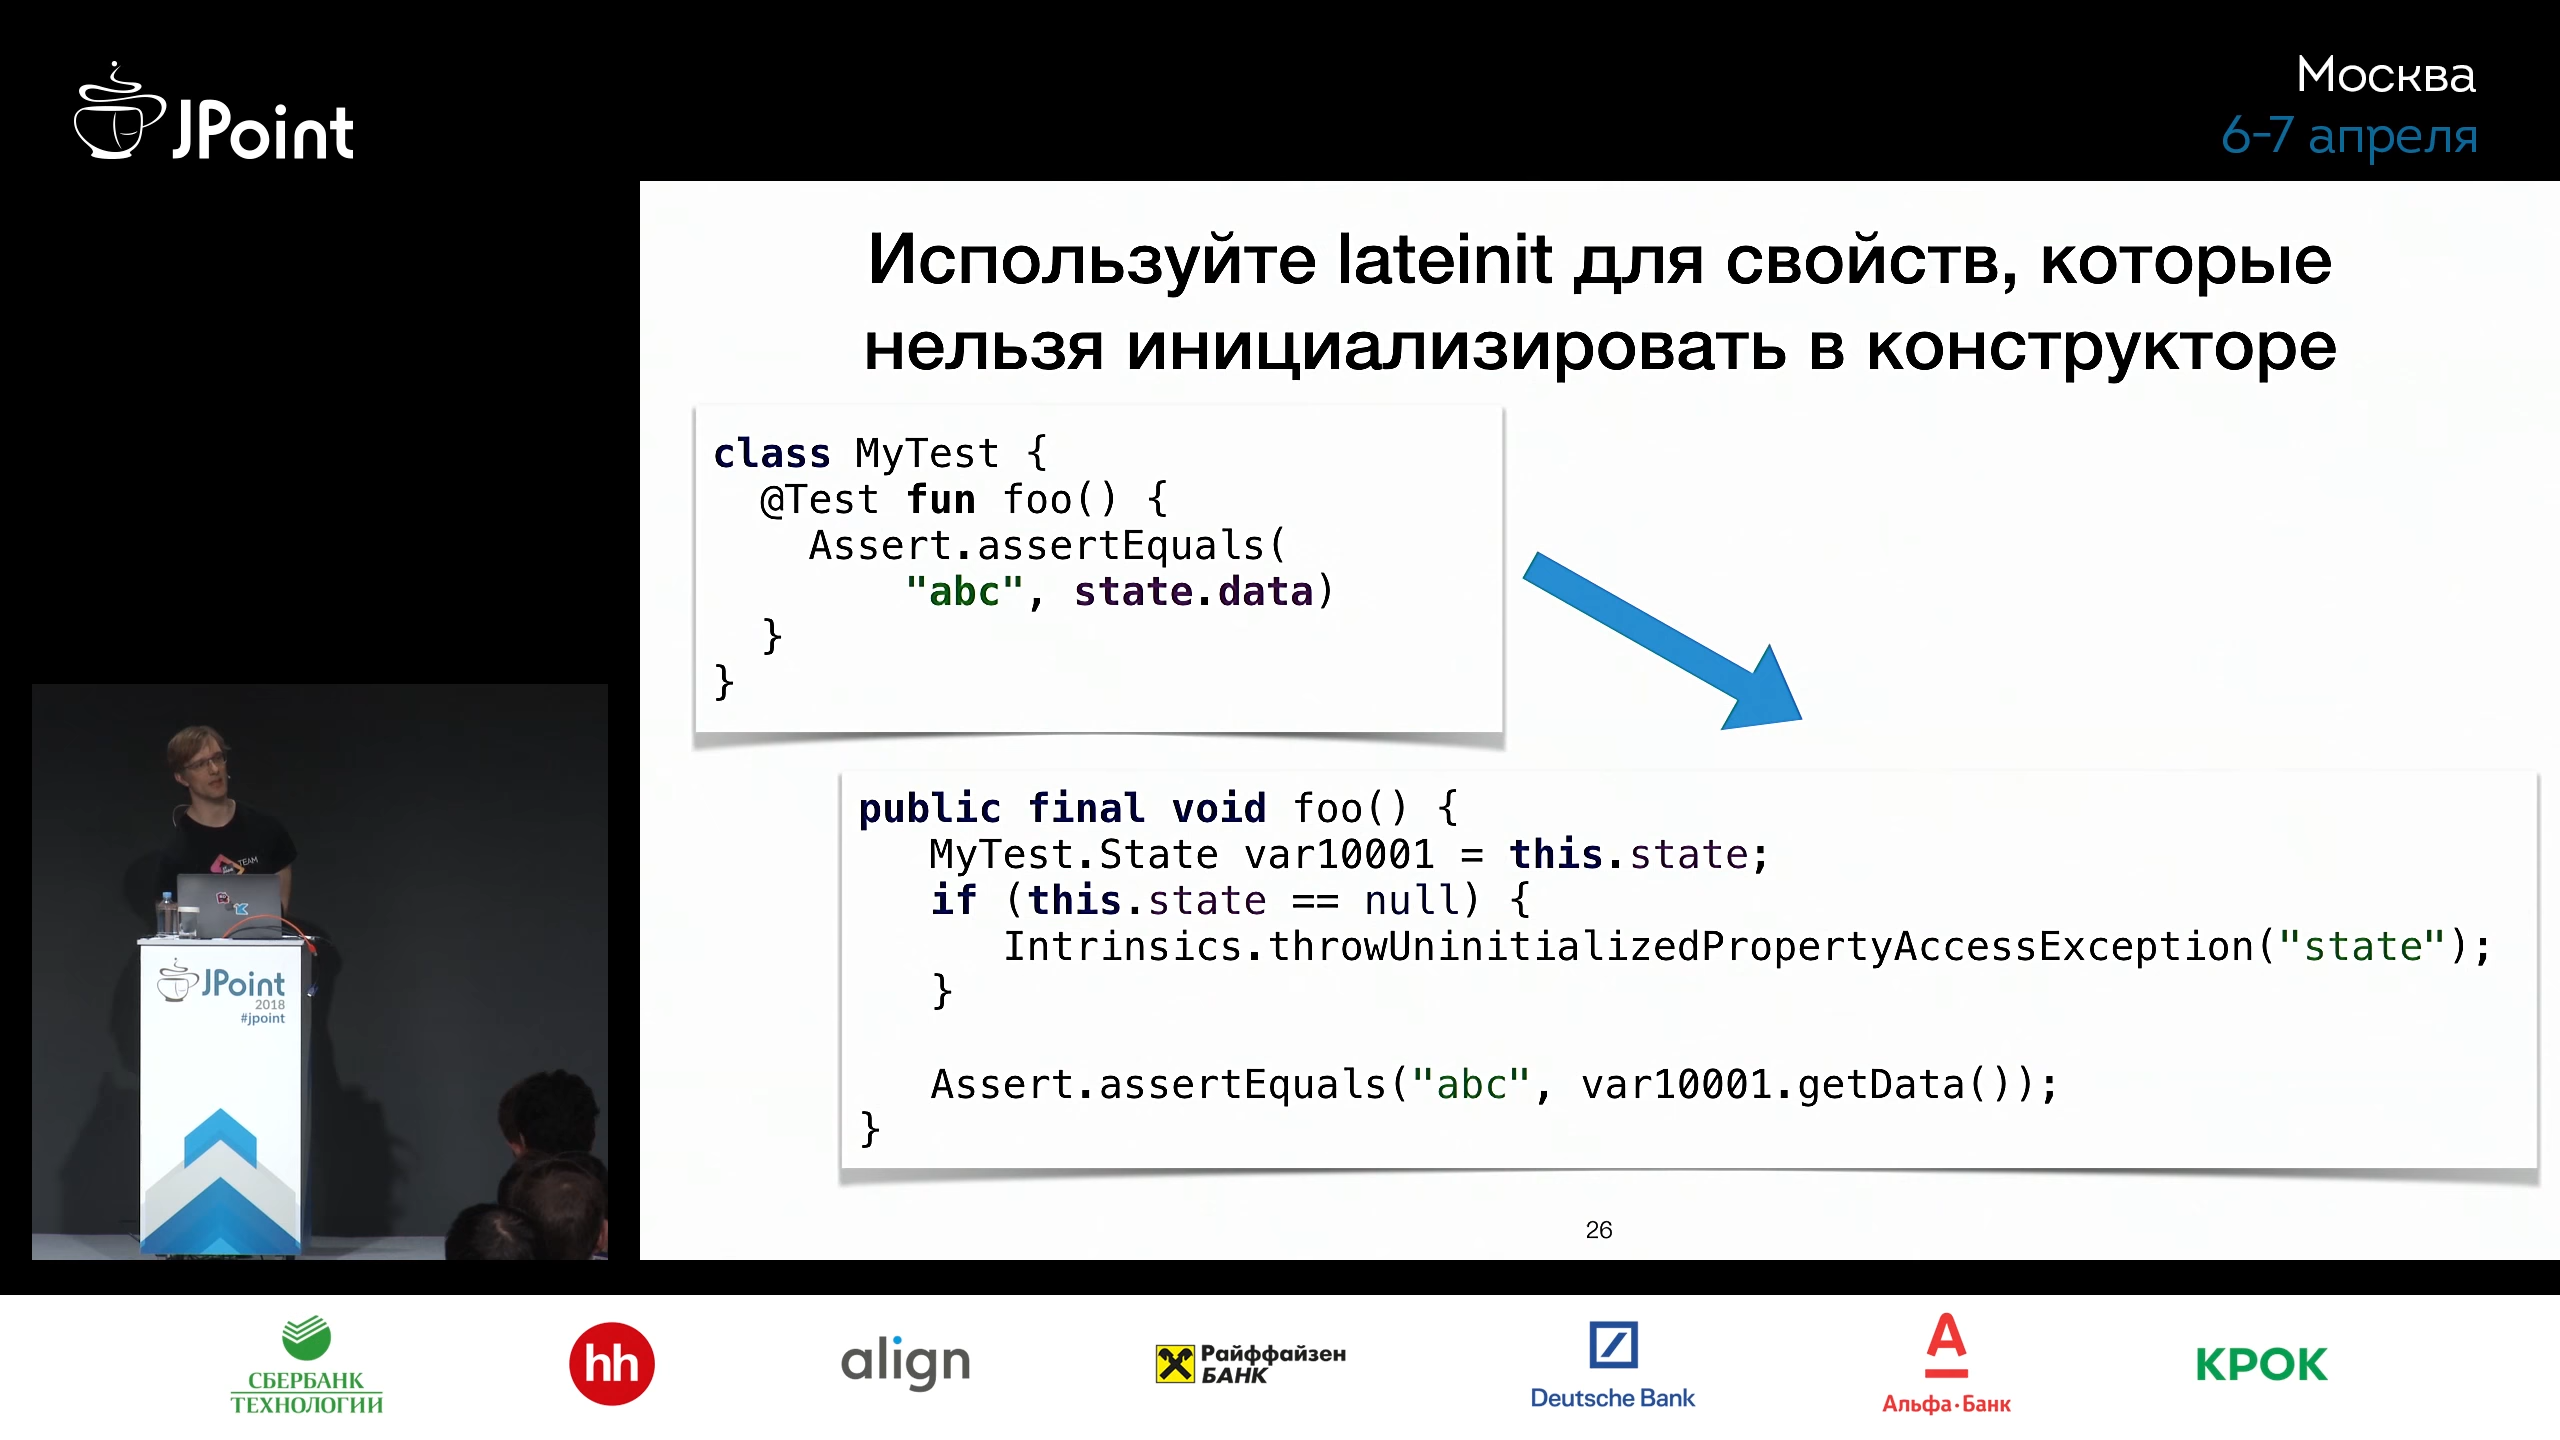 JPoint
Москва
6-7 апреля
Используйте lateinit для свойств, которые
нельзя инициализировать в конструкторе
class MyTest {
@Test fun foo() {
Assert.assertEquals(
"abc", state.data)
}
}
public final void foo() {
MyTest.State var10001 = this.state;
if (this.state == null) {
Intrinsics.throwUninitializedPropertyAccessException("state");
}
Assert.assertEquals("abc", var10001.getData());
}
26
TEAM
JPoint
2018
#jpoint
СБЕРБАНК
ТЕХНОЛОГИИ
hh
align
Райффайзен
БАНК
Deutsche Bank
Альфа·Банк
КРОК